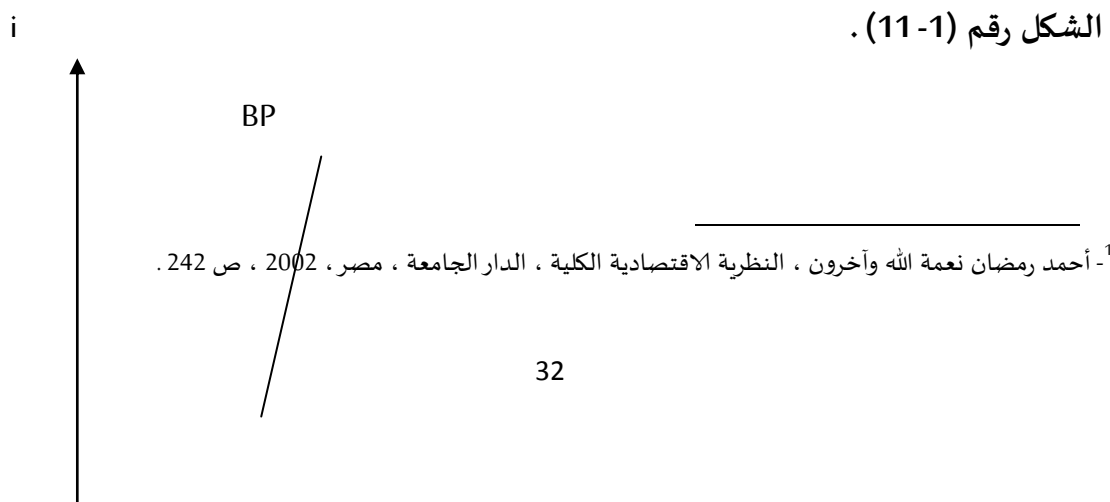 الشكل رقم (1-11) .
i
BP
1- أحمد رمضان نعمة الله وآخرون ، النظرية الاقتصادية الكلية ، الدار الجامعة ، مصر ، 2002 ، ص 242 .
32